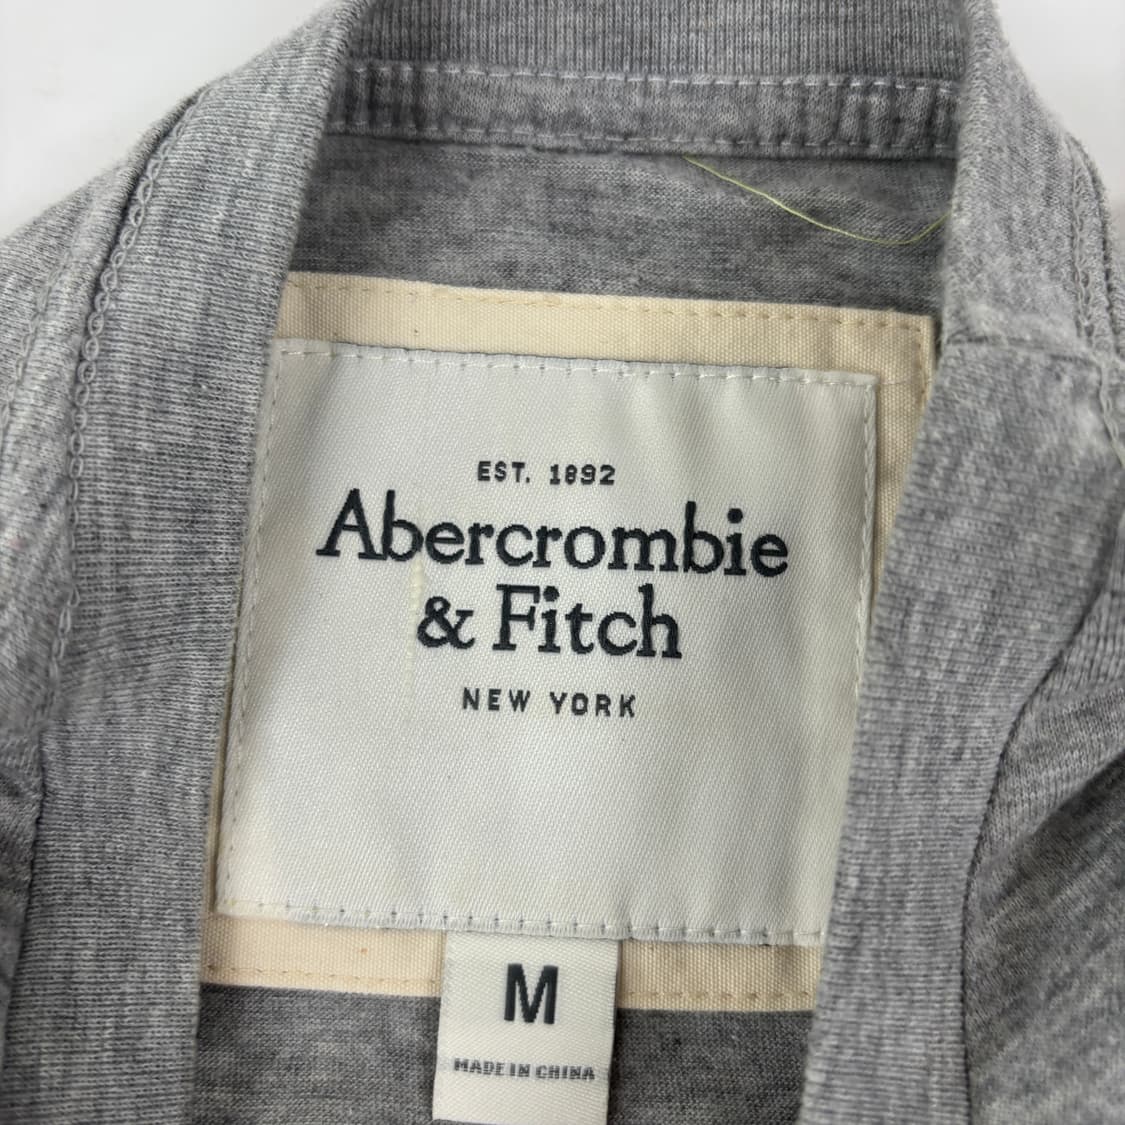 EST. 1892
Abercrombie
& Fitch
NEW YORK
M
MADE IN CHINA